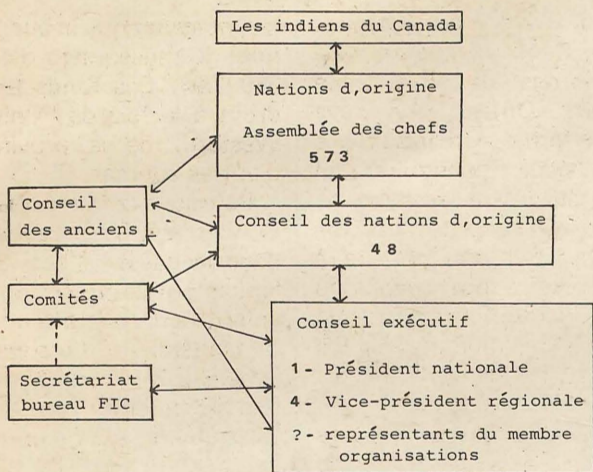 Les indiens du Canada
Nations d,origine
Assemblée des chefs
573
Conseil
des anciens
Conseil des nations d,origine
48
Comités
Conseil exécutif
1- Président nationale
4- Vice-président régionale
?- représentants du membre
organisations
Secrétariat
bureau FIC